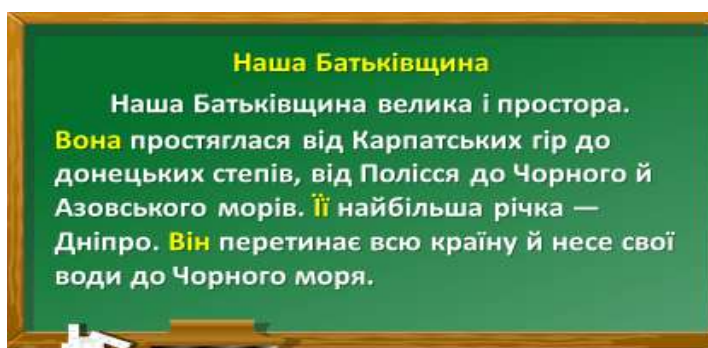 Наша Батьківщина
Наша Батьківщина велика і простора.
Вона простяглася від Карпатських гір до
донецьких степів, від Полісся до Чорного й
Азовського морів. Її найбільша річка —
Дніпро. Він перетинає всю країну й несе свої
води до Чорного моря.